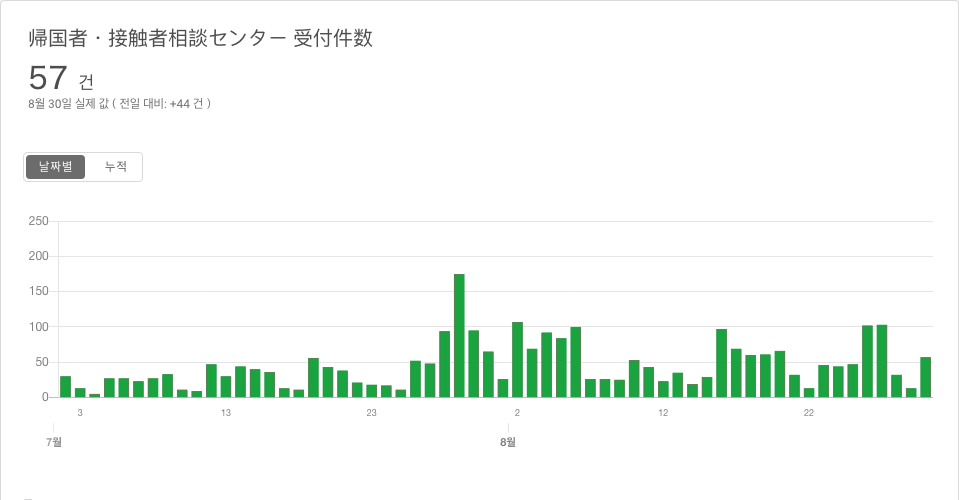 帰国者・接触者相談センター 受付件数
57 건
8월 30일 실제 값 ( 전일 대비: +44 건 )
날짜별 누적
250
200
150
100
50
0
3 13 23 2 12 22
7월 8월